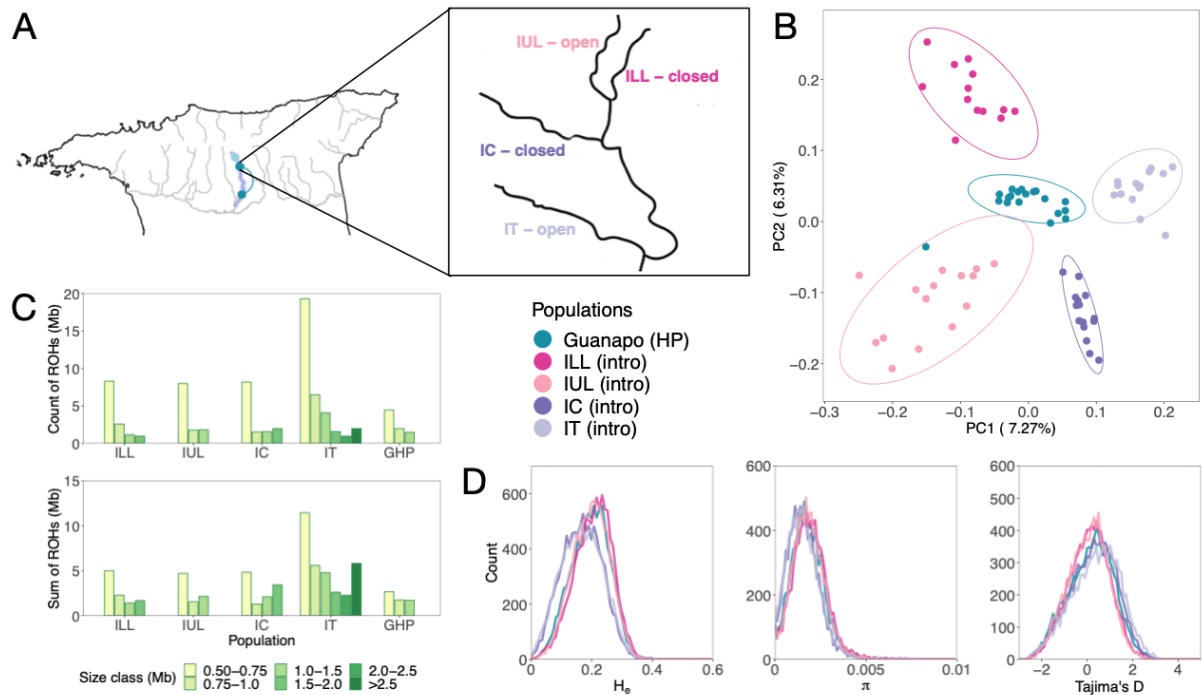 A
IUL – open
ILL – closed
IC – closed
IT – open
B
PC2 ( 6.31%)
0.2
0.1
0.0
−0.1
−0.2
−0.3
−0.2
−0.1
0.0
0.1
0.2
PC1 ( 7.27%)
C
Count of ROHs (Mb)
20
15
10
5
0
ILL
IUL
IC
IT
GHP
Sum of ROHs (Mb)
15
10
5
0
ILL
IUL
IC
IT
GHP
Population
Size class (Mb)
0.50−0.75
0.75−1.0
1.0−1.5
1.5−2.0
2.0−2.5
>2.5
Populations
Guanapo (HP)
ILL (intro)
IUL (intro)
IC (intro)
IT (intro)
D
Count
600
400
200
0
0
0.2
0.4
0.6
He
600
500
400
300
200
100
0
0
0.005
0.01
π
600
500
400
300
200
100
0
−2
0
2
4
Tajima's D